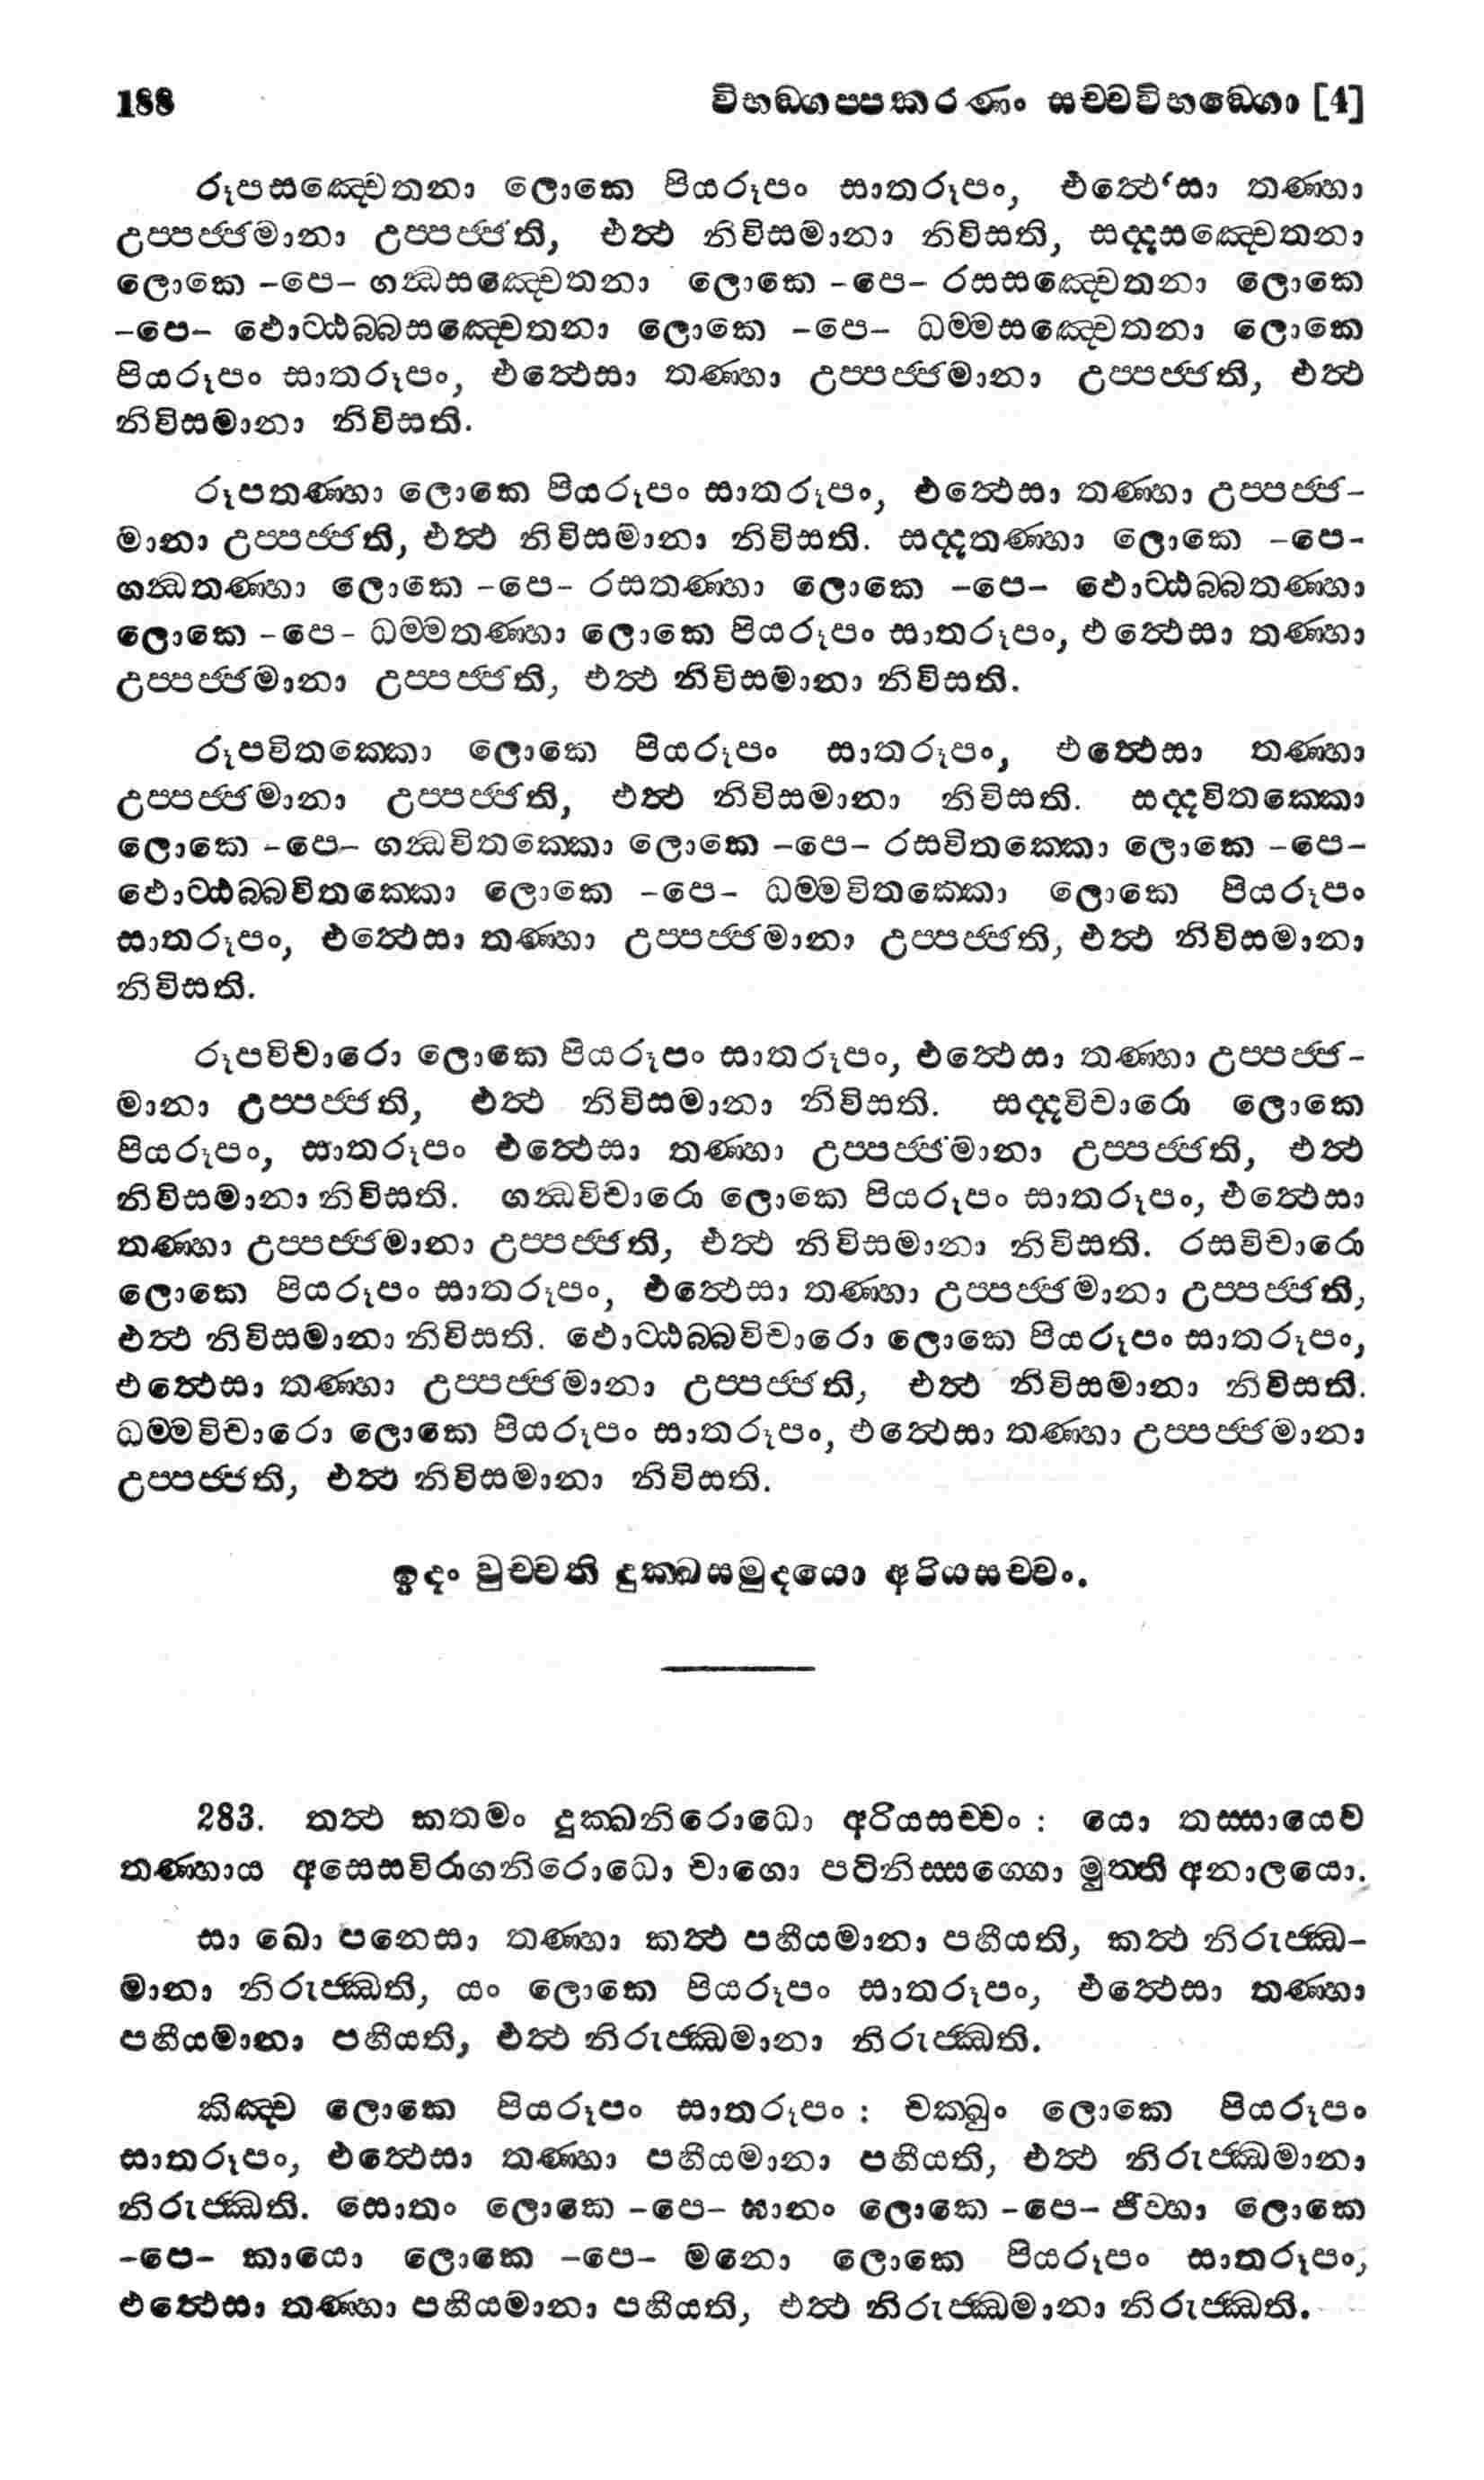 188 විභඞ්ගප්පකරණං සච්චවිභඞ්ගො [4]
රූපසඤ්චෙතනා ලොකෙ පියරූපං සාතරූපං, එත්ථෙ‘සා තණ්හා
උප්පජ්ජමානා උප්පජ්ජති, එත්ථ නිවිසමානා නිවිසති, සද්දසඤ්චෙතනා
ලොකෙ -පෙ- ගන්ධසඤ්චෙතනා ලොකෙ -පෙ- රසසඤ්චෙතනා ලොකෙ
-පෙ- ඵොට්ඨබ්බසඤ්චෙතනා ලොකෙ -පෙ- ධම්මසඤ්චෙතනා ලොකෙ
පියරූපං සාතරූපං, එත්ථෙසා තණ්හා උප්පජ්ජමානා උප්පජ්ජති, එත්ථ
නිවිසමානා නිවිසති.
රූපතණ්හා ලොකෙ පියරූපං සාතරූපං, එත්ථෙසා තණ්හා උප්පජ්ජ-
මානා උප්පජ්ජති, එත්ථ නිවිසමානා නිවිසති. සද්දතණ්හා ලොකෙ -පෙ-
ගන්ධතණ්හා ලොකෙ -පෙ- රසතණ්හා ලොකෙ -පෙ- ඵොට්ඨබ්බතණ්හා
ලොකෙ -පෙ- ධම්මතණ්හා ලොකෙ පියරූපං සාතරූපං, එත්ථෙසා තණ්හා
උප්පජ්ජමානා උප්පජ්ජති, එත්ථ නිවිසමානා නිවිසති.
රූපවිතක්කො ලොකෙ පියරූපං සාතරූපං, එත්ථෙසා තණ්හා
උප්පජ්ජමානා උප්පජ්ජති, එත්ථ නිවිසමානා නිවිසති. සද්දවිතක්කො
ලොකෙ -පෙ- ගන්ධවිතක්කො ලොකෙ -පෙ- රසවිතක්කො ලොකෙ -පෙ-
ඵොට්ඨබ්බවිතක්කො ලොකෙ -පෙ- ධම්මවිතක්කො ලොකෙ පියරූපං
සාතරූපං, එත්ථෙසා තණ්හා උප්පජ්ජමානා උප්පජ්ජති, එත්ථ නිවිසමානා
නිවිසති.
රූපවිචාරො ලොකෙ පියරූපං සාතරූපං, එත්ථෙසා තණ්හා උප්පජ්ජ-
මානා උප්පජ්ජති, එත්ථ නිවිසමානා නිවිසති. සද්දවිචාරො ලොකෙ
පියරූපං, සාතරූපං එත්ථෙසා තණ්හා උප්පජ්ජමානා උප්පජ්ජති, එත්ථ
නිවිසමානා නිවිසති. ගන්ධවිචාරො ලොකෙ පියරූපං සාතරූපං, එත්ථෙසා
තණ්හා උප්පජ්ජමානා උප්පජ්ජති, එත්ථ නිවිසමානා නිවිසති. රසවිචාරො
ලොකෙ පියරූපං සාතරූපං, එත්ථෙසා තණ්හා උප්පජ්ජමානා උප්පජ්ජති,
එත්ථ නිවිසමානා නිවිසති. ඵොට්ඨබ්බවිචාරො ලොකෙ පියරූපං සාතරූපං,
එත්ථෙසා තණ්හා උප්පජ්ජමානා උප්පජ්ජති, එත්ථ නිවිසමානා නිවිසති.
ධම්මවිචාරො ලොකෙ පියරූපං සාතරූපං, එත්ථෙසා තණ්හා උප්පජ්ජමානා
උප්පජ්ජති, එත්ථ නිවිසමානා නිවිසති.
ඉදං වුච්චති දුක්ඛසමුදයො අරියසච්චං.
283. තත්ථ කතමං දුක්ඛනිරොධො අරියසච්චං : යො තස්සායෙව
තණ්හාය අසෙසවිරාගනිරොධො චාගො පටිනිස්සග්ගො මුත්ති අනාලයො.
සා ඛො පනෙසා තණ්හා කත්ථ පහීයමානා පහීයති, කත්ථ නිරුජ්ඣ-
මානා නිරුජ්ඣති, යං ලොකෙ පියරූපං සාතරූපං, එත්ථෙසා තණ්හා
පහීයමානා පහීයති, එත්ථ නිරුජ්ඣමානා නිරුජ්ඣති.
කිඤ්ච ලොකෙ පියරූපං සාතරූපං : චක්ඛුං ලොකෙ පියරූපං
සාතරූපං, එත්ථෙසා තණ්හා පහීයමානා පහීයති, එත්ථ නිරුජ්ඣමානා
නිරුජ්ඣති. සොතං ලොකෙ -පෙ- ඝානං ලොකෙ -පෙ- ජිව්හා ලොකෙ
-පෙ- කායො ලොකෙ -පෙ- මනො ලොකෙ පියරූපං සාතරූපං,
එත්ථෙසා තණ්හා පහීයමානා පහීයති, එත්ථ නිරුජ්ඣමානා නිරුජ්ඣති.